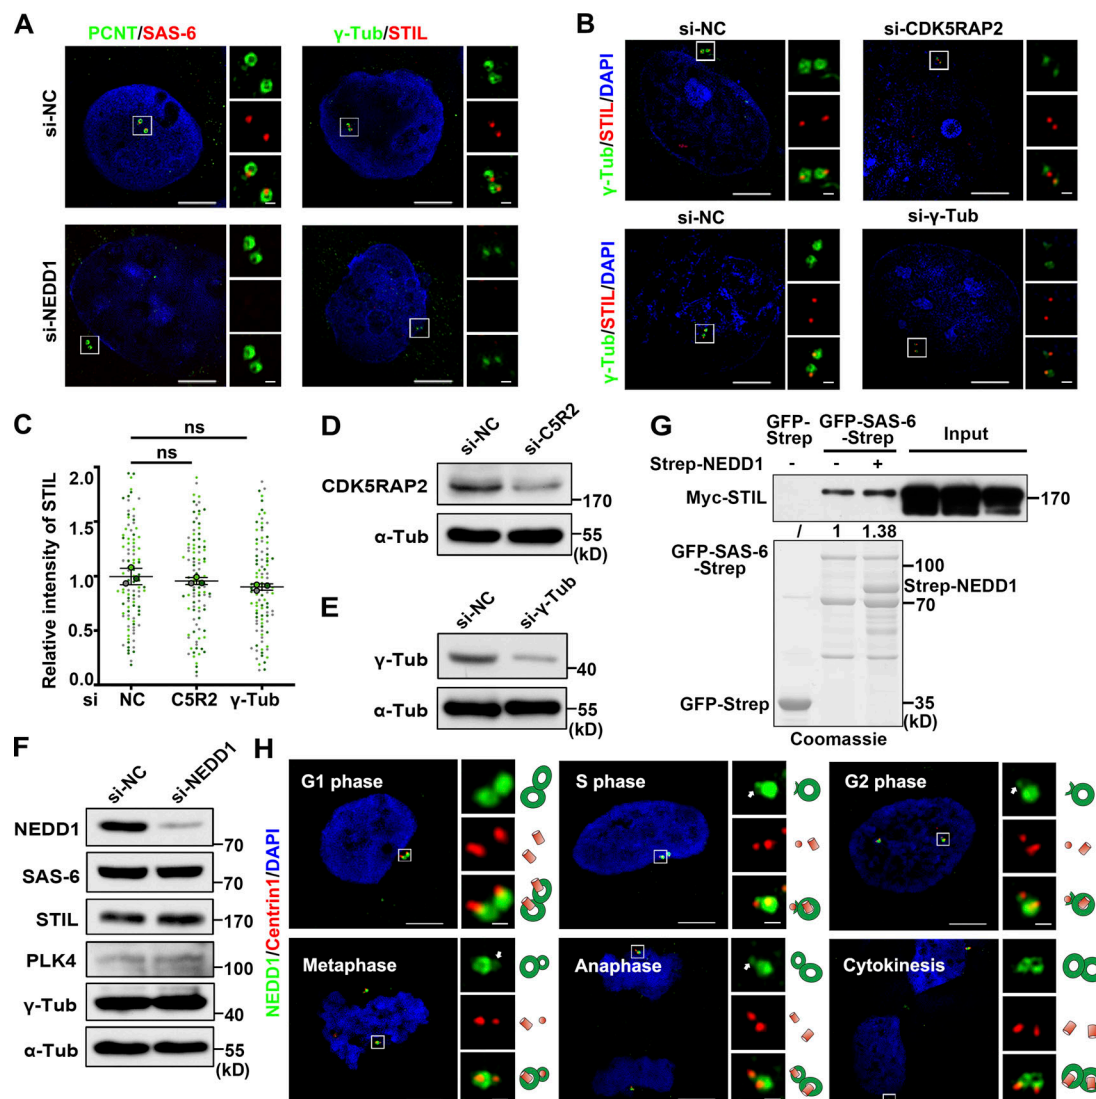 A
PCNT/SAS-6
γ-Tub/STIL
si-NC
si-NEDD1
B
si-NC
si-CDK5RAP2
γ-Tub/STIL/DAPI
si-NC
si-γ-Tub
γ-Tub/STIL/DAPI
C
ns
ns
Relative intensity of STIL
2.0
1.5
1.0
0.5
0.0
si NC C5R2 γ-Tub
D
si-NC
si-C5R2
CDK5RAP2
170
α-Tub
55
(kD)
E
si-NC
si-γ-Tub
γ-Tub
40
α-Tub
55
(kD)
G
GFP-Strep
GFP-SAS-6-Strep
Input
Strep-NEDD1 - - +
Myc-STIL
170
/ 1 1.38
GFP-SAS-6
-Strep
100
Strep-NEDD1
70
GFP-Strep
35
(kD)
Coomassie
F
si-NC
si-NEDD1
NEDD1
70
SAS-6
70
STIL
170
PLK4
100
γ-Tub
40
α-Tub
55
(kD)
H
NEDD1/Centrin1/DAPI
G1 phase
S phase
G2 phase
Metaphase
Anaphase
Cytokinesis